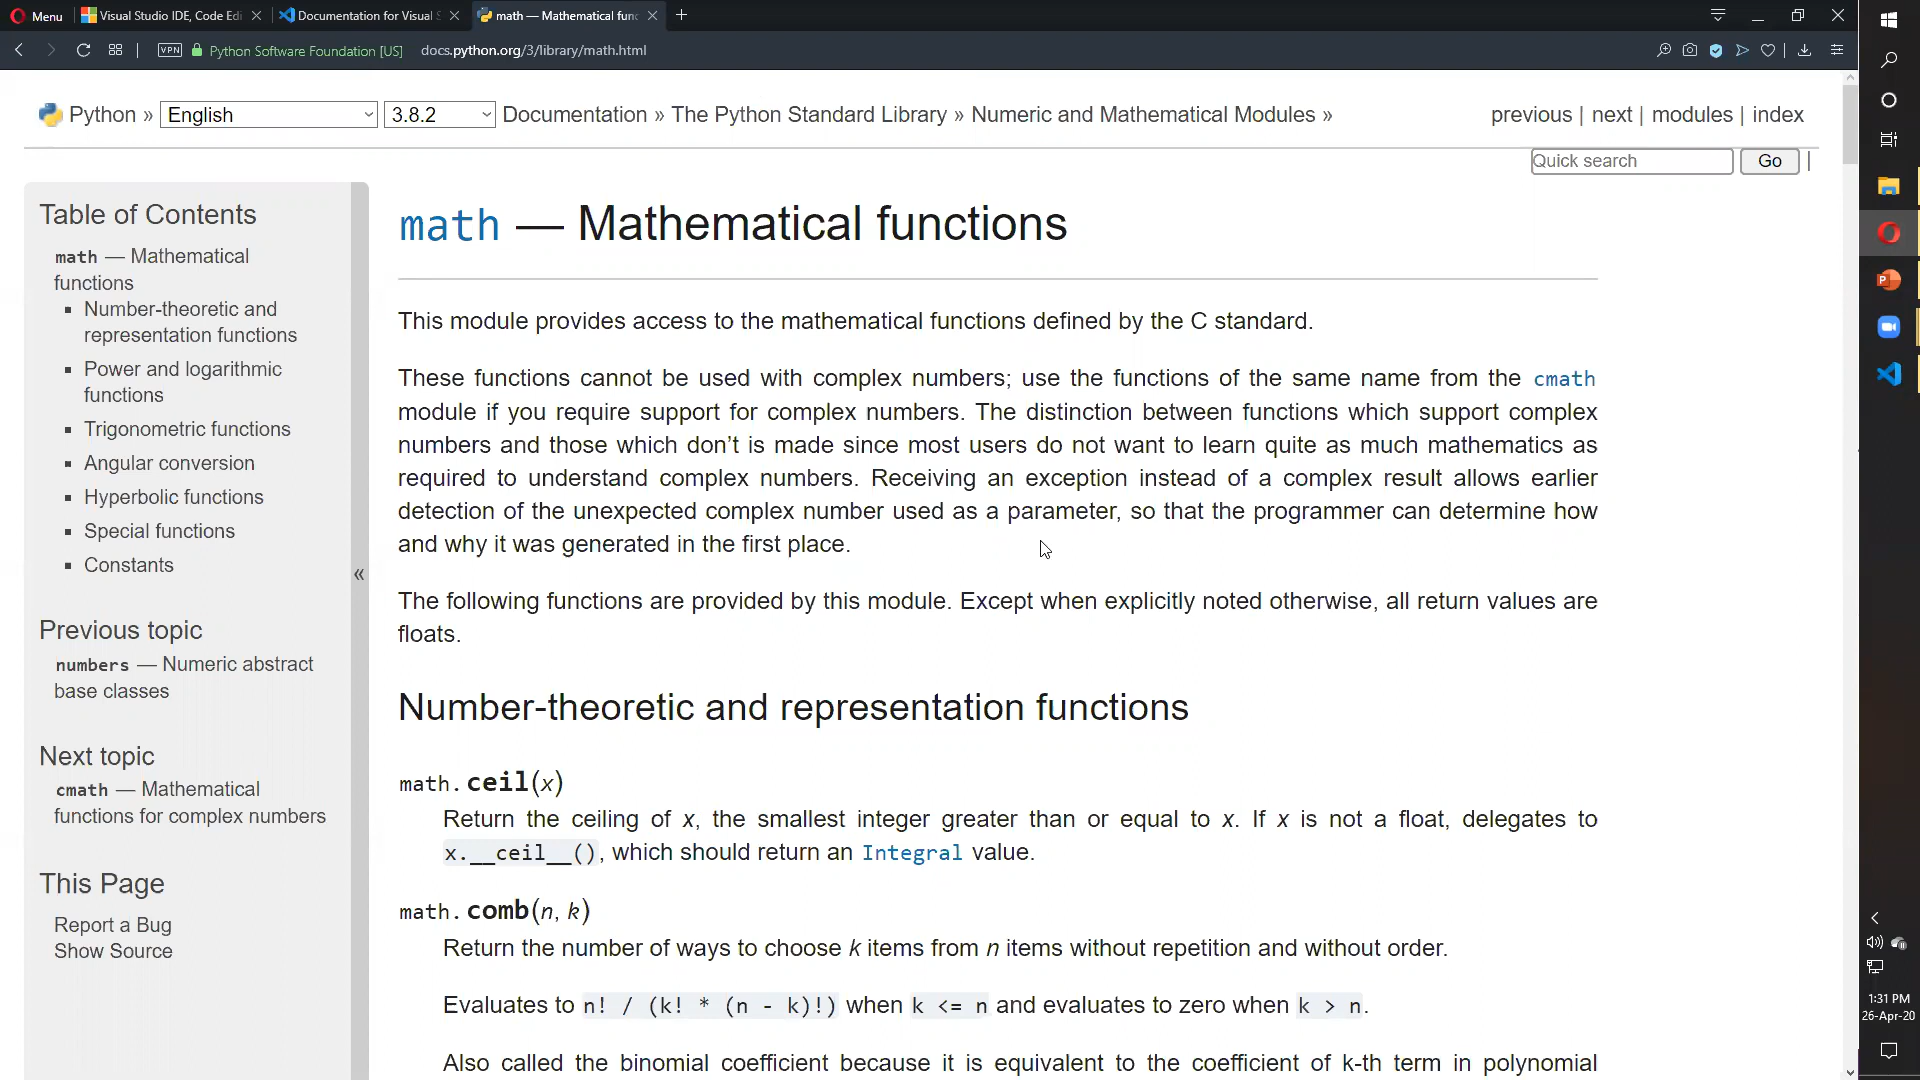 Menu
Visual Studio IDE, Code Edi
Documentation for Visual S
math — Mathematical func
VPN
Python Software Foundation [US]
docs.python.org/3/library/math.html
Python »
English
3.8.2
Documentation » The Python Standard Library » Numeric and Mathematical Modules »
previous | next | modules | index
Quick search
Go
|
Table of Contents
math — Mathematical
functions
Number-theoretic and
representation functions
Power and logarithmic
functions
Trigonometric functions
Angular conversion
Hyperbolic functions
Special functions
Constants
«
Previous topic
numbers — Numeric abstract
base classes
Next topic
cmath — Mathematical
functions for complex numbers
This Page
Report a Bug
Show Source
math — Mathematical functions
This module provides access to the mathematical functions defined by the C standard.
These functions cannot be used with complex numbers; use the functions of the same name from the cmath
module if you require support for complex numbers. The distinction between functions which support complex
numbers and those which don’t is made since most users do not want to learn quite as much mathematics as
required to understand complex numbers. Receiving an exception instead of a complex result allows earlier
detection of the unexpected complex number used as a parameter, so that the programmer can determine how
and why it was generated in the first place.
The following functions are provided by this module. Except when explicitly noted otherwise, all return values are
floats.
Number-theoretic and representation functions
math.ceil(x)
Return the ceiling of x, the smallest integer greater than or equal to x. If x is not a float, delegates to
x.__ceil__(), which should return an Integral value.
math.comb(n, k)
Return the number of ways to choose k items from n items without repetition and without order.
Evaluates to n! / (k! * (n - k)!) when k <= n and evaluates to zero when k > n.
Also called the binomial coefficient because it is equivalent to the coefficient of k-th term in polynomial
1:31 PM
26-Apr-20